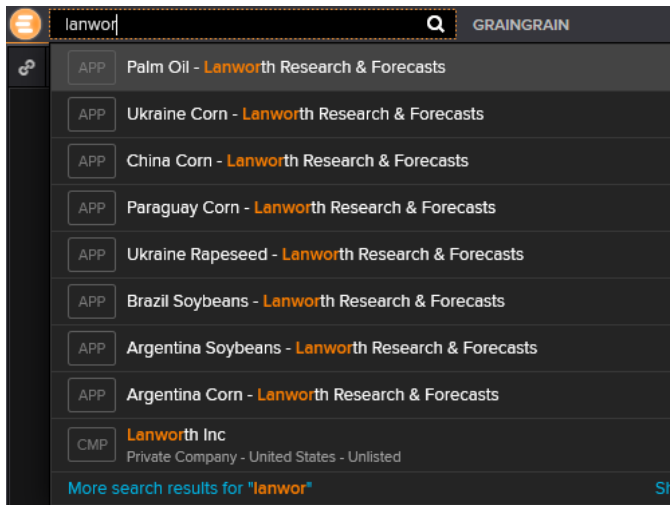 lanwor
GRAINGRAIN
APP Palm Oil - Lanworth Research & Forecasts
APP Ukraine Corn - Lanworth Research & Forecasts
APP China Corn - Lanworth Research & Forecasts
APP Paraguay Corn - Lanworth Research & Forecasts
APP Ukraine Rapeseed - Lanworth Research & Forecasts
APP Brazil Soybeans - Lanworth Research & Forecasts
APP Argentina Soybeans - Lanworth Research & Forecasts
APP Argentina Corn - Lanworth Research & Forecasts
CMP Lanworth Inc
Private Company - United States - Unlisted
More search results for "lanwor"